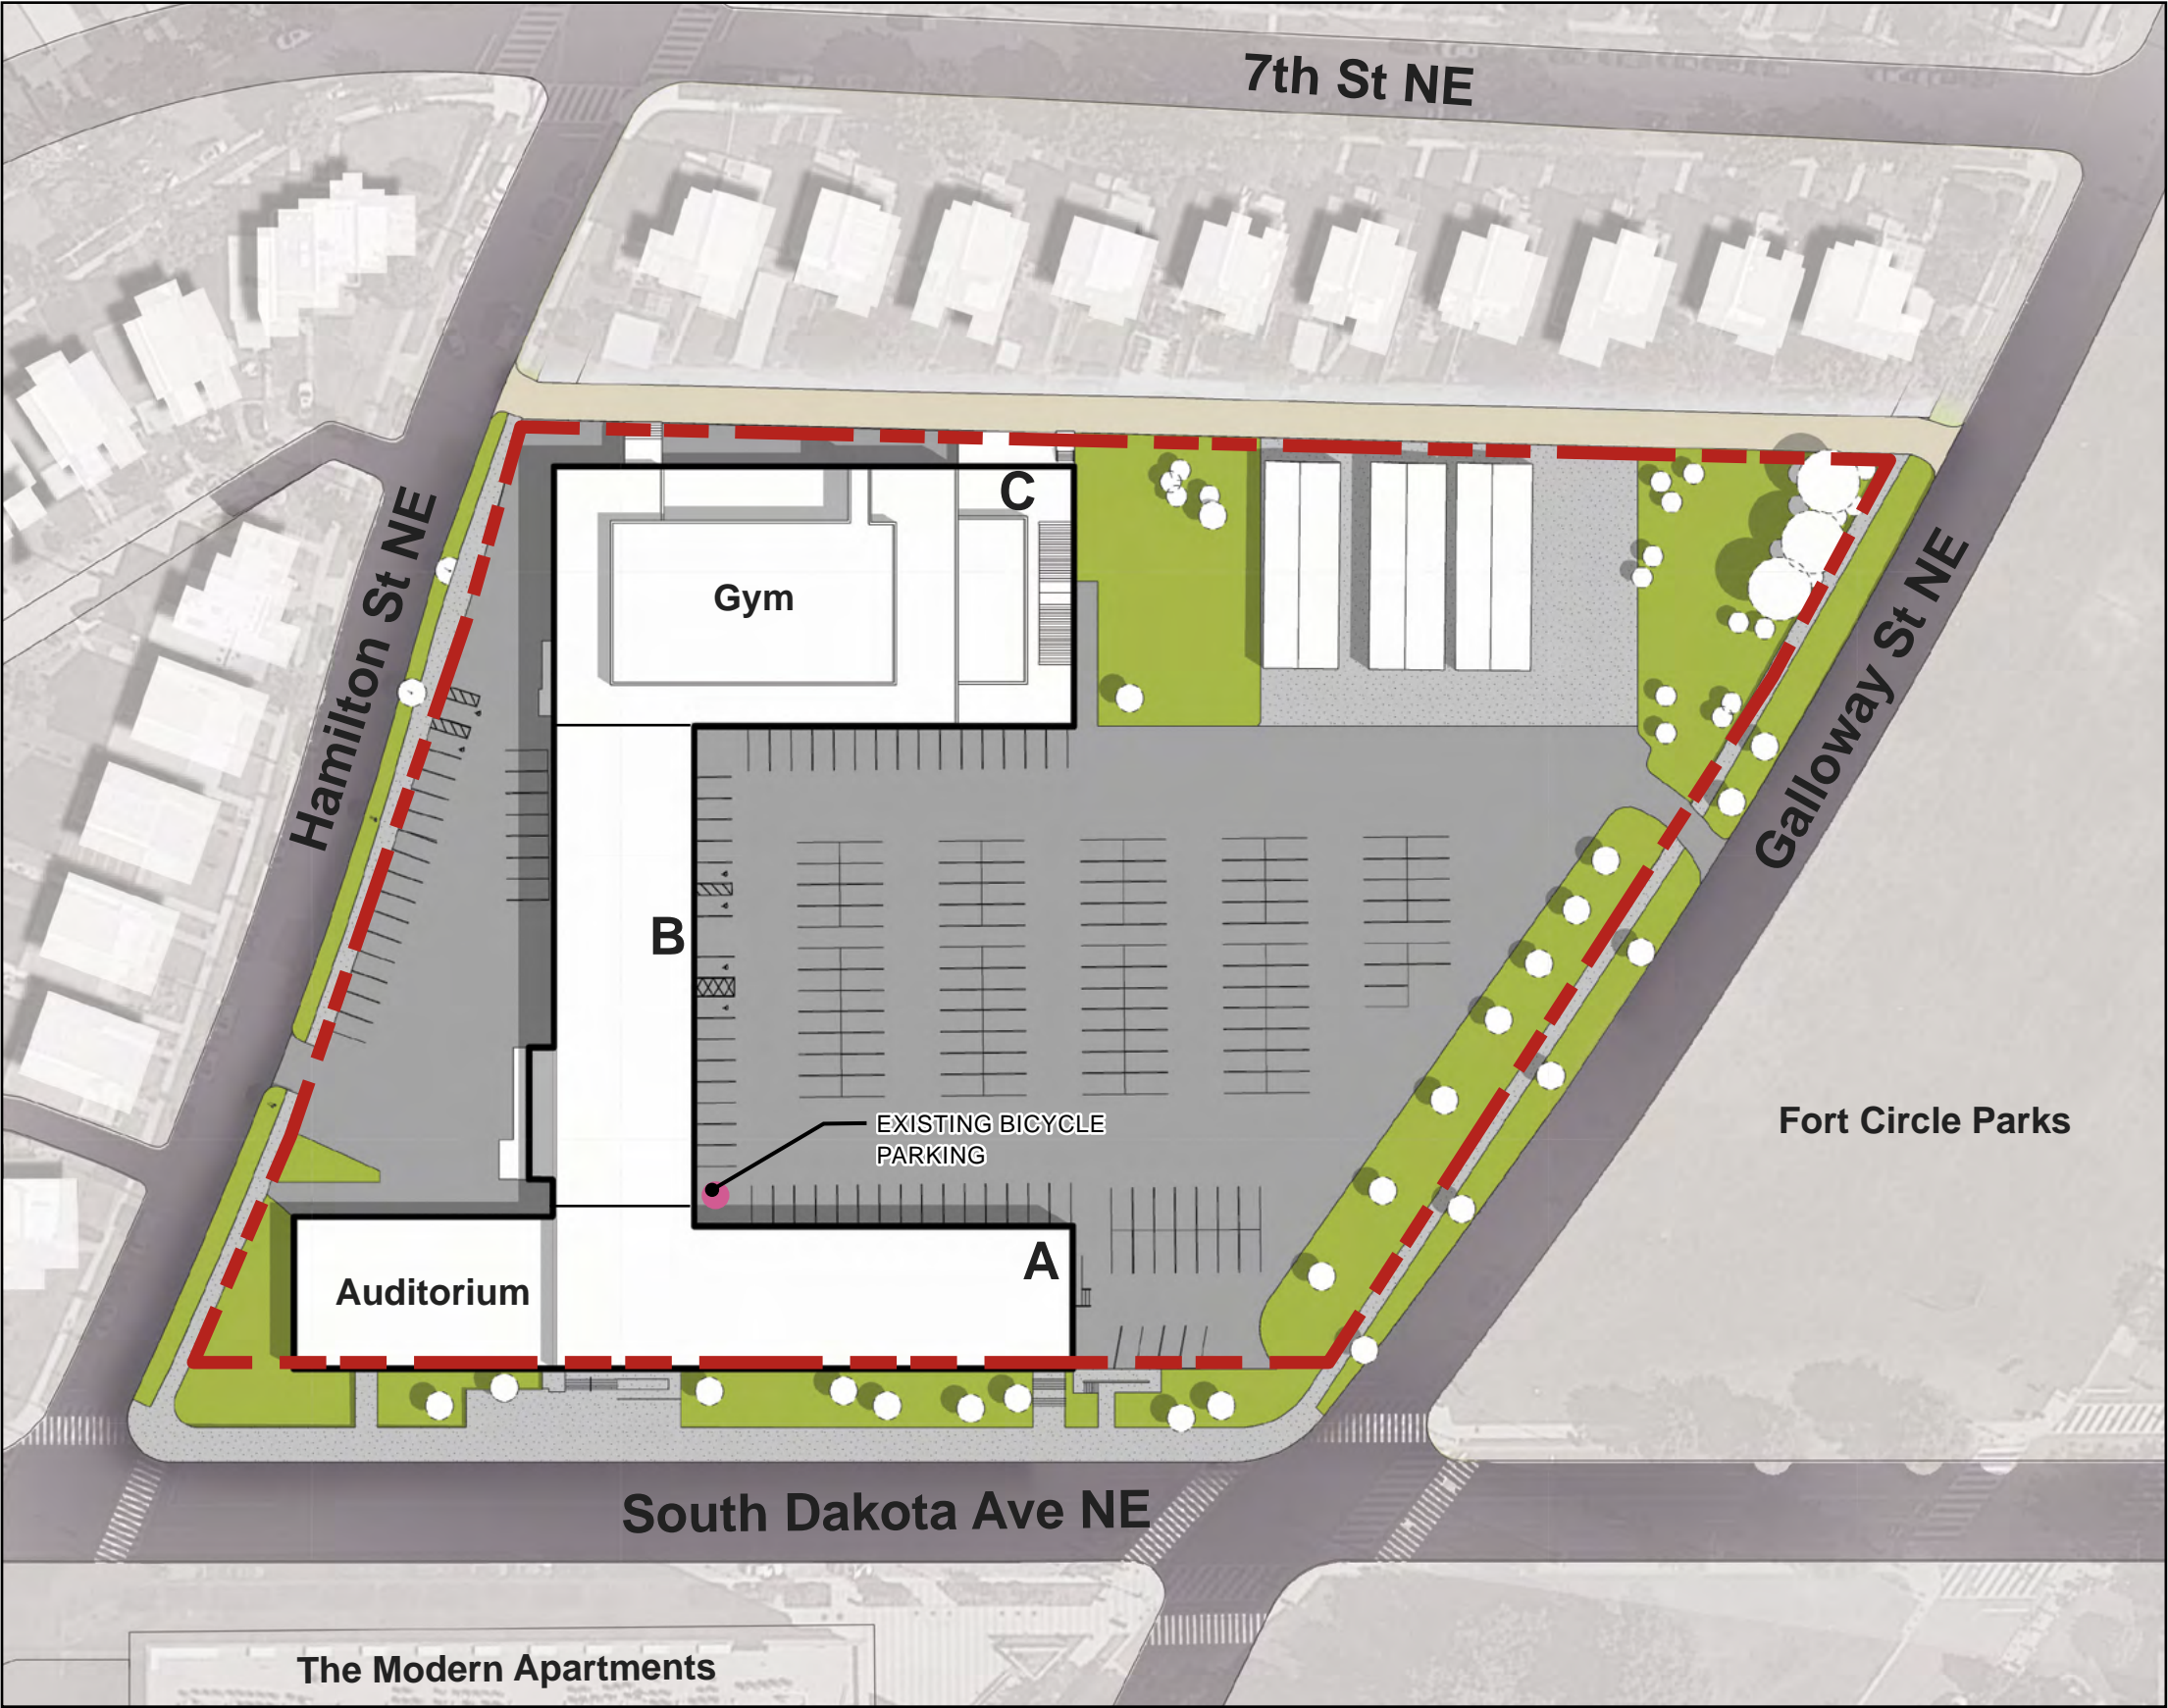 7th St NE
C
Gym
Hamilton St NE
Galloway St NE
B
EXISTING BICYCLE
PARKING
Fort Circle Parks
A
Auditorium
South Dakota Ave NE
The Modern Apartments